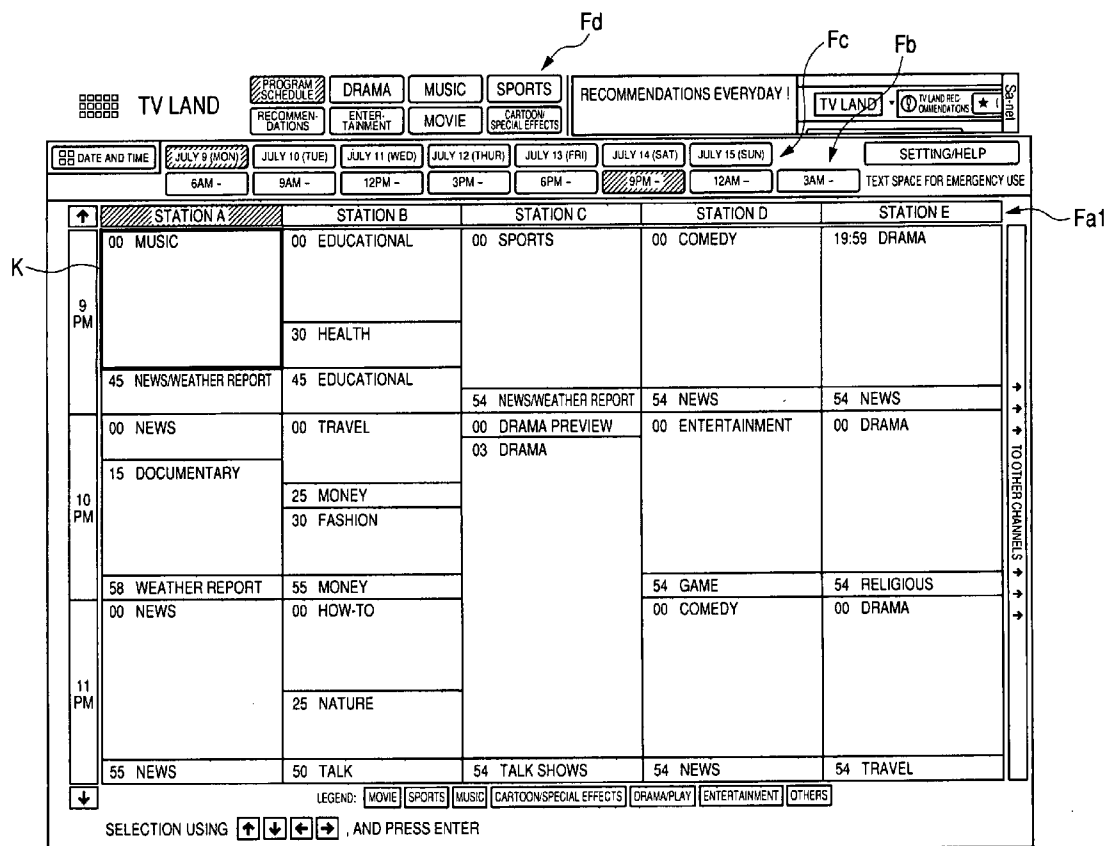 Fd
Fc
Fb
TV LAND
PROGRAM SCHEDULE DRAMA MUSIC SPORTS
RECOMMEN-DATIONS ENTER-TAINMENT MOVIE CARTOON/SPECIAL EFFECTS
RECOMMENDATIONS EVERYDAY !
TV LAND TV LAND REC OMMENDATIONS ★ (
Sa-nel
DATE AND TIME JULY 9 (MON) JULY 10 (TUE) JULY 11 (WED) JULY 12 (THUR) JULY 13 (FRI) JULY 14 (SAT) JULY 15 (SUN) SETTING/HELP
6AM – 9AM – 12PM – 3PM – 6PM – 9PM – 12AM – 3AM – TEXT SPACE FOR EMERGENCY USE
↑ STATION A STATION B STATION C STATION D STATION E
Fa1
K
9 PM
00 MUSIC 00 EDUCATIONAL 00 SPORTS 00 COMEDY 19:59 DRAMA
30 HEALTH
45 NEWS/WEATHER REPORT 45 EDUCATIONAL
54 NEWS/WEATHER REPORT 54 NEWS 54 NEWS
10 PM
00 NEWS 00 TRAVEL 00 DRAMA PREVIEW 00 ENTERTAINMENT 00 DRAMA
03 DRAMA
15 DOCUMENTARY
25 MONEY
30 FASHION
58 WEATHER REPORT 55 MONEY 54 GAME 54 RELIGIOUS
11 PM
00 NEWS 00 HOW-TO 00 COMEDY 00 DRAMA
25 NATURE
55 NEWS 50 TALK 54 TALK SHOWS 54 NEWS 54 TRAVEL
→ → → TO OTHER CHANNELS → → →
↓ LEGEND: MOVIE SPORTS MUSIC CARTOON/SPECIAL EFFECTS DRAMA/PLAY ENTERTAINMENT OTHERS
SELECTION USING ↑ ↓ ← → , AND PRESS ENTER